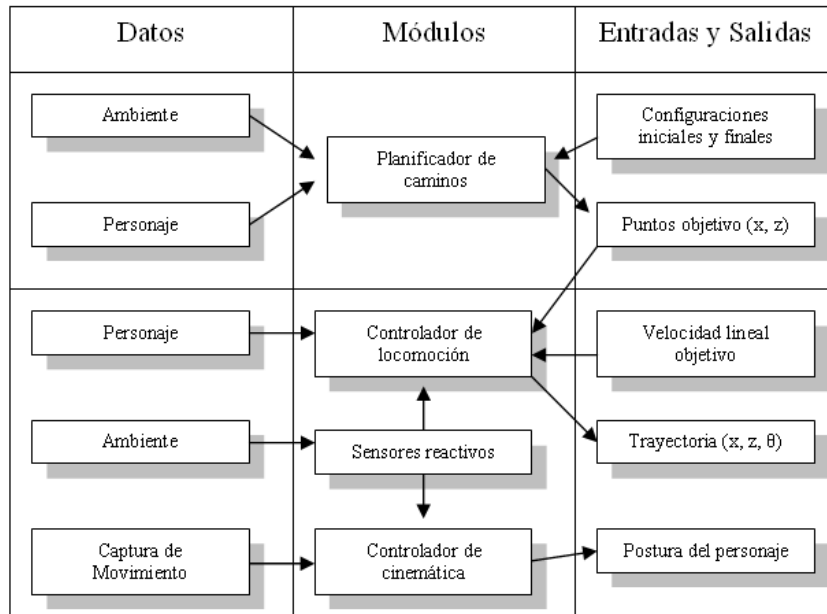 Datos
Módulos
Entradas y Salidas
Ambiente
Configuraciones
iniciales y finales
Planificador de
caminos
Personaje
Puntos objetivo (x, z)
Personaje
Controlador de
locomoción
Velocidad lineal
objetivo
Ambiente
Sensores reactivos
Trayectoria (x, z, θ)
Captura de
Movimiento
Controlador de
cinemática
Postura del personaje